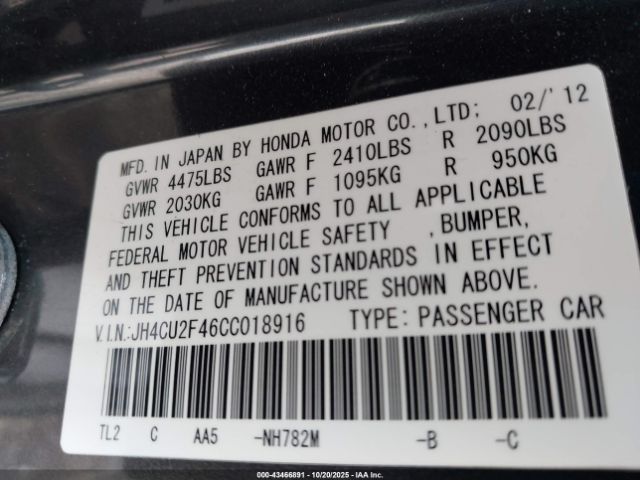 MFD. IN JAPAN BY HONDA MOTOR CO.,LTD; 02/'12
GVWR 4475LBS GAWR F 2410LBS R 2090LBS
GVWR 2030KG GAWR F 1095KG R 950KG
THIS VEHICLE CONFORMS TO ALL APPLICABLE
FEDERAL MOTOR VEHICLE SAFETY ,BUMPER,
AND THEFT PREVENTION STANDARDS IN EFFECT
ON THE DATE OF MANUFACTURE SHOWN ABOVE.
V.I.N.:JH4CU2F46CC018916 TYPE:PASSENGER CAR
TL2 C AA5 -NH782M -B -C
000-43466891 - 10/20/2025 - IAA Inc.